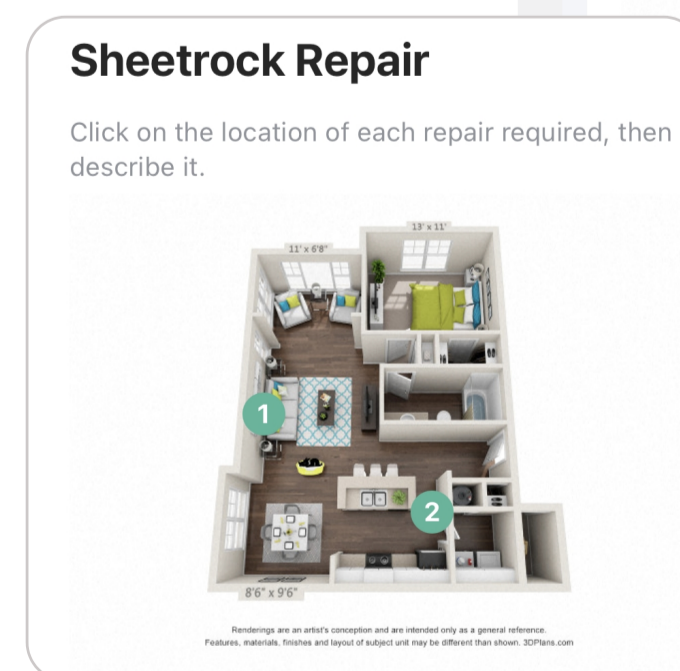 Sheetrock Repair
Click on the location of each repair required, then
describe it.
13' x 11'
11' x 6'8"
1
2
8'6" x 9'6"
Renderings are an artist's conception and are intended only as a general reference.
Features, materials, finishes and layout of subject unit may be different than shown. 3DPlans.com